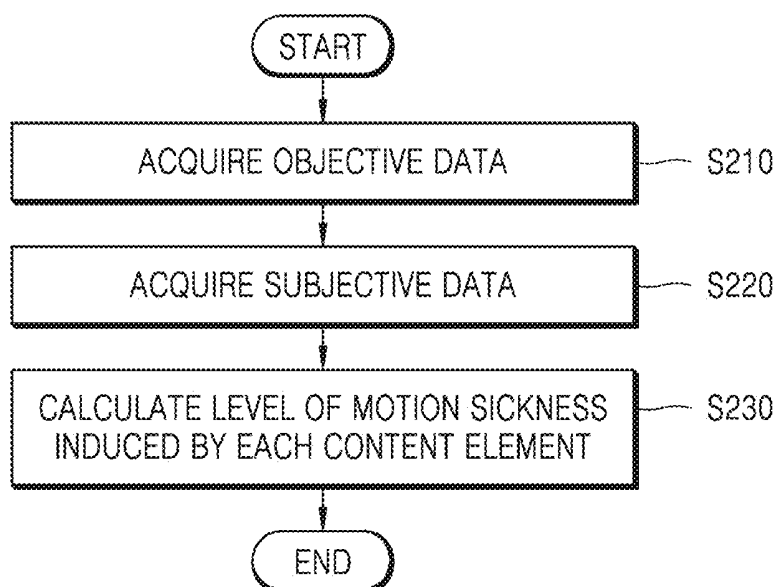 START
ACQUIRE OBJECTIVE DATA
S210
ACQUIRE SUBJECTIVE DATA
S220
CALCULATE LEVEL OF MOTION SICKNESS
INDUCED BY EACH CONTENT ELEMENT
S230
END